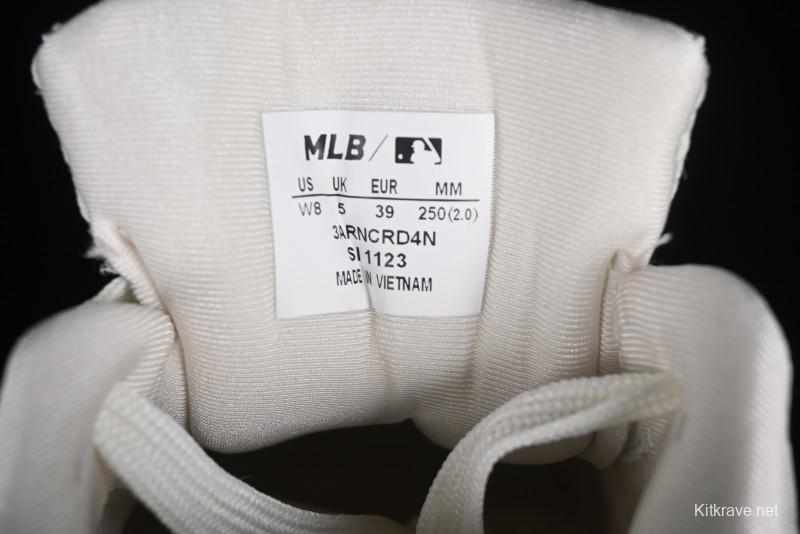 MLB /
US UK EUR MM
W8 5 39 250(2.0)
3ARNCRD4N
SI1123
MADE IN VIETNAM
Kitkrave.net